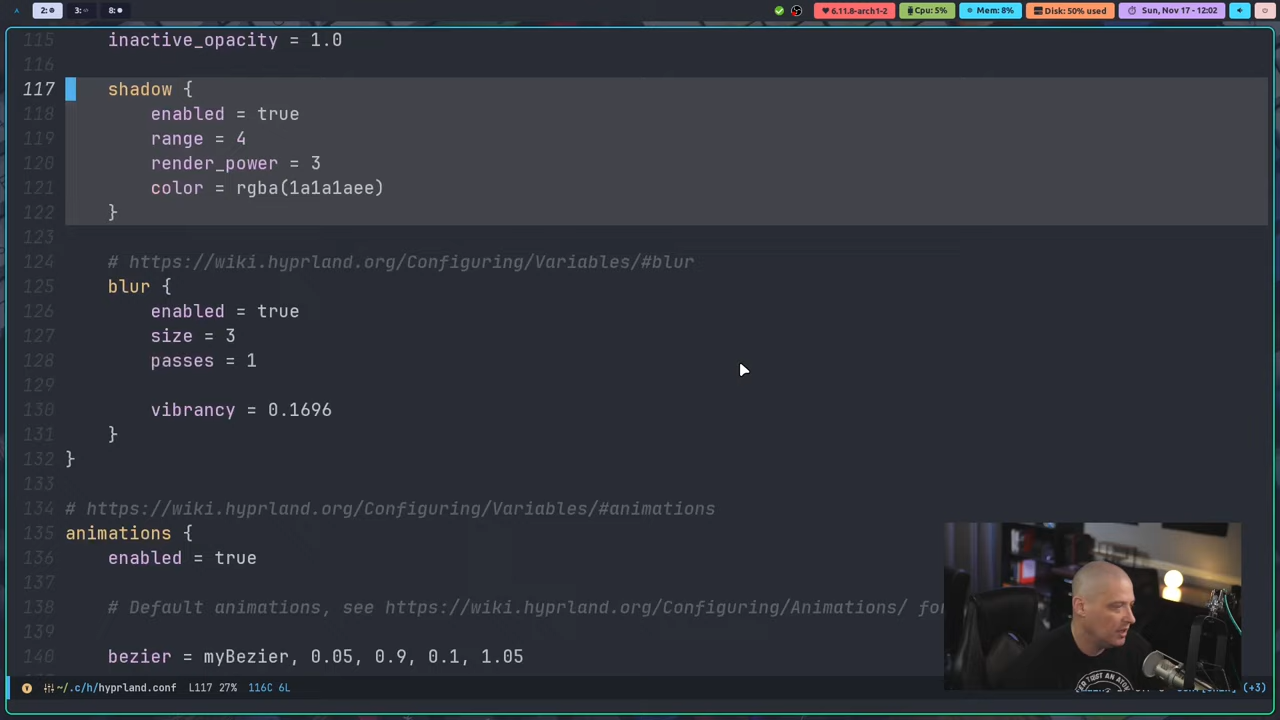 2:
3:
8:
6.11.8-arch1-2
Cpu: 5%
Mem: 8%
Disk: 50% used
Sun, Nov 17 - 12:02
115 inactive_opacity = 1.0
116
117 shadow {
118 enabled = true
119 range = 4
120 render_power = 3
121 color = rgba(1a1a1aee)
122 }
123
124 # https://wiki.hyprland.org/Configuring/Variables/#blur
125 blur {
126 enabled = true
127 size = 3
128 passes = 1
129
130 vibrancy = 0.1696
131 }
132 }
133
134 # https://wiki.hyprland.org/Configuring/Variables/#animations
135 animations {
136 enabled = true
137
138 # Default animations, see https://wiki.hyprland.org/Configuring/Animations/ fo
139
140 bezier = myBezier, 0.05, 0.9, 0.1, 1.05
~/.c/h/hyprland.conf L117 27% 116C 6L
(+3)